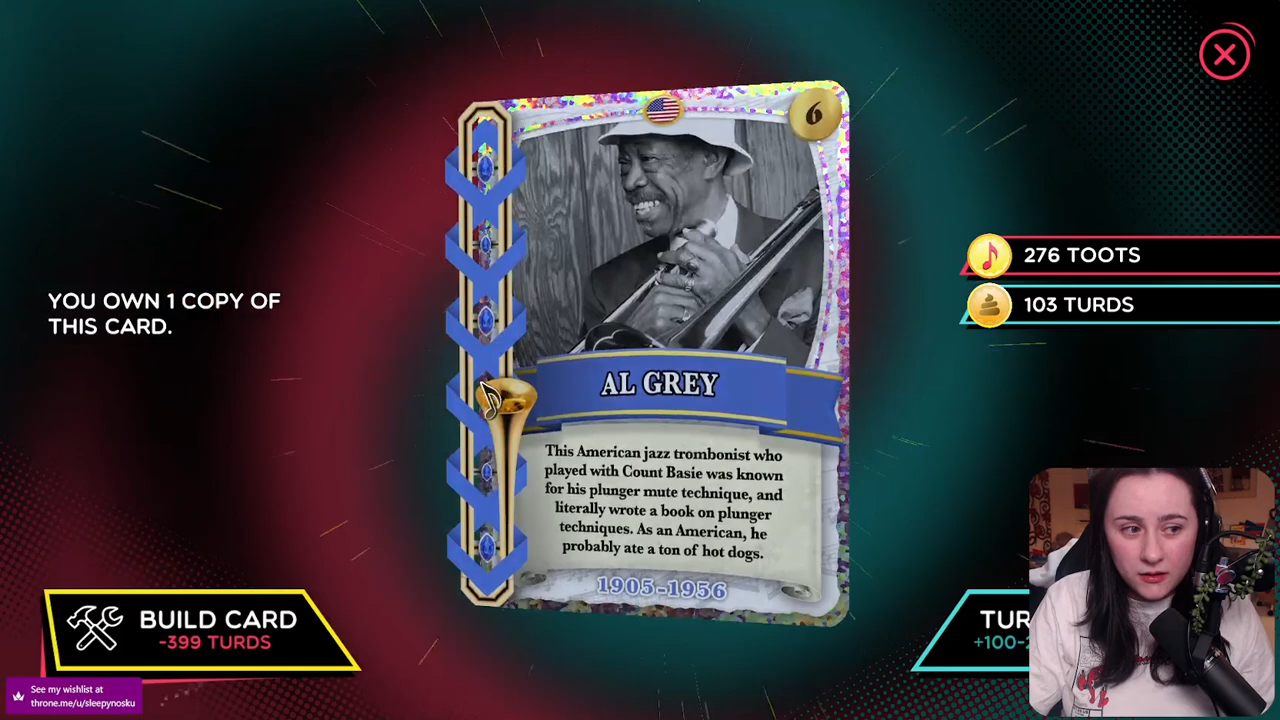 6
276 TOOTS
103 TURDS
YOU OWN 1 COPY OF
THIS CARD.
AL GREY
This American jazz trombonist who
played with Count Basie was known
for his plunger mute technique, and
literally wrote a book on plunger
techniques. As an American, he
probably ate a ton of hot dogs.
1905-1956
BUILD CARD
-399 TURDS
TUR
+100-
See my wishlist at
throne.me/u/sleepynosku